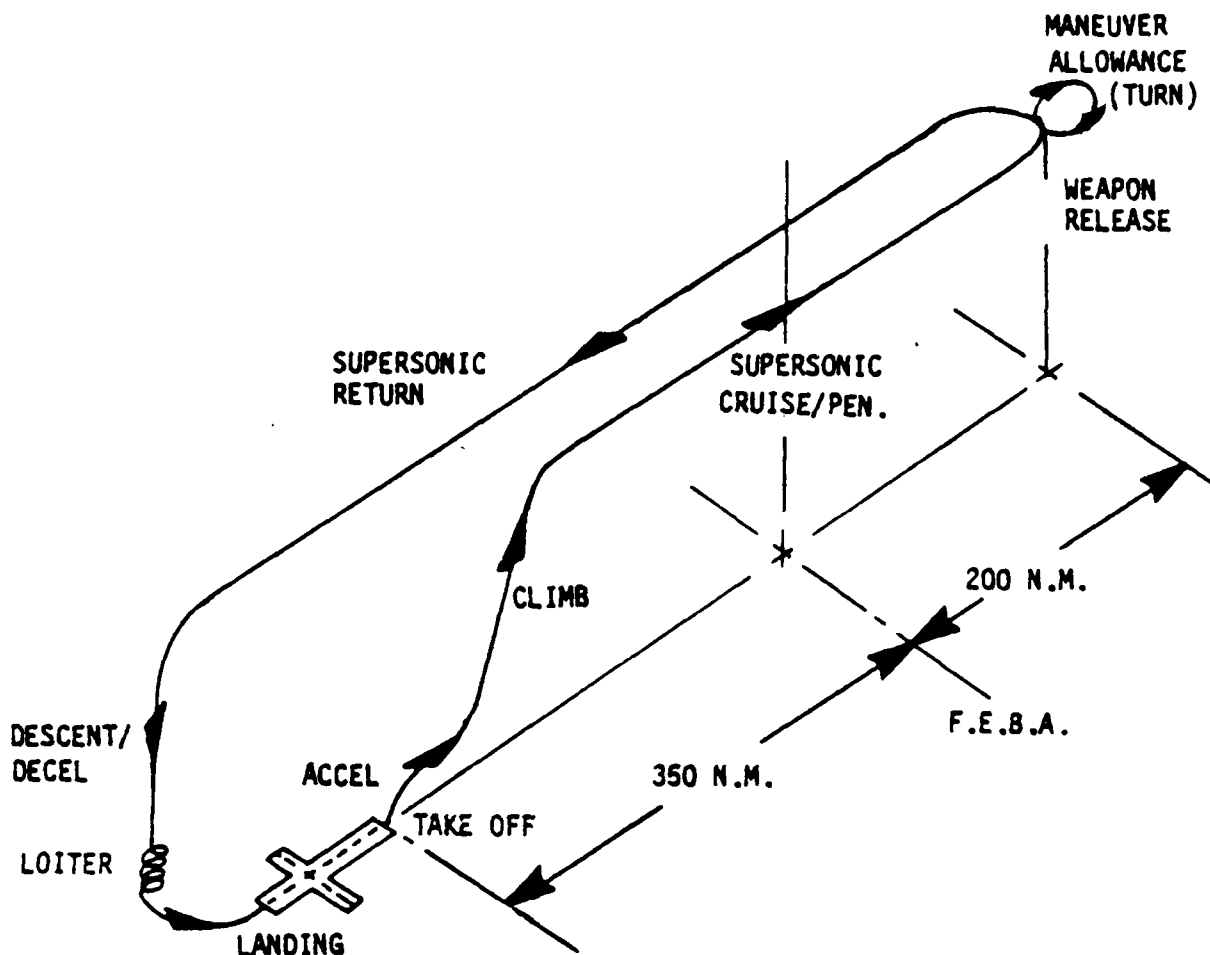 MANEUVER
ALLOWANCE
(TURN)
WEAPON
RELEASE
SUPERSONIC
RETURN
SUPERSONIC
CRUISE/PEN.
CLIMB
200 N.M.
F.E.B.A.
DESCENT/
DECEL
ACCEL
350 N.M.
TAKE OFF
LOITER
LANDING